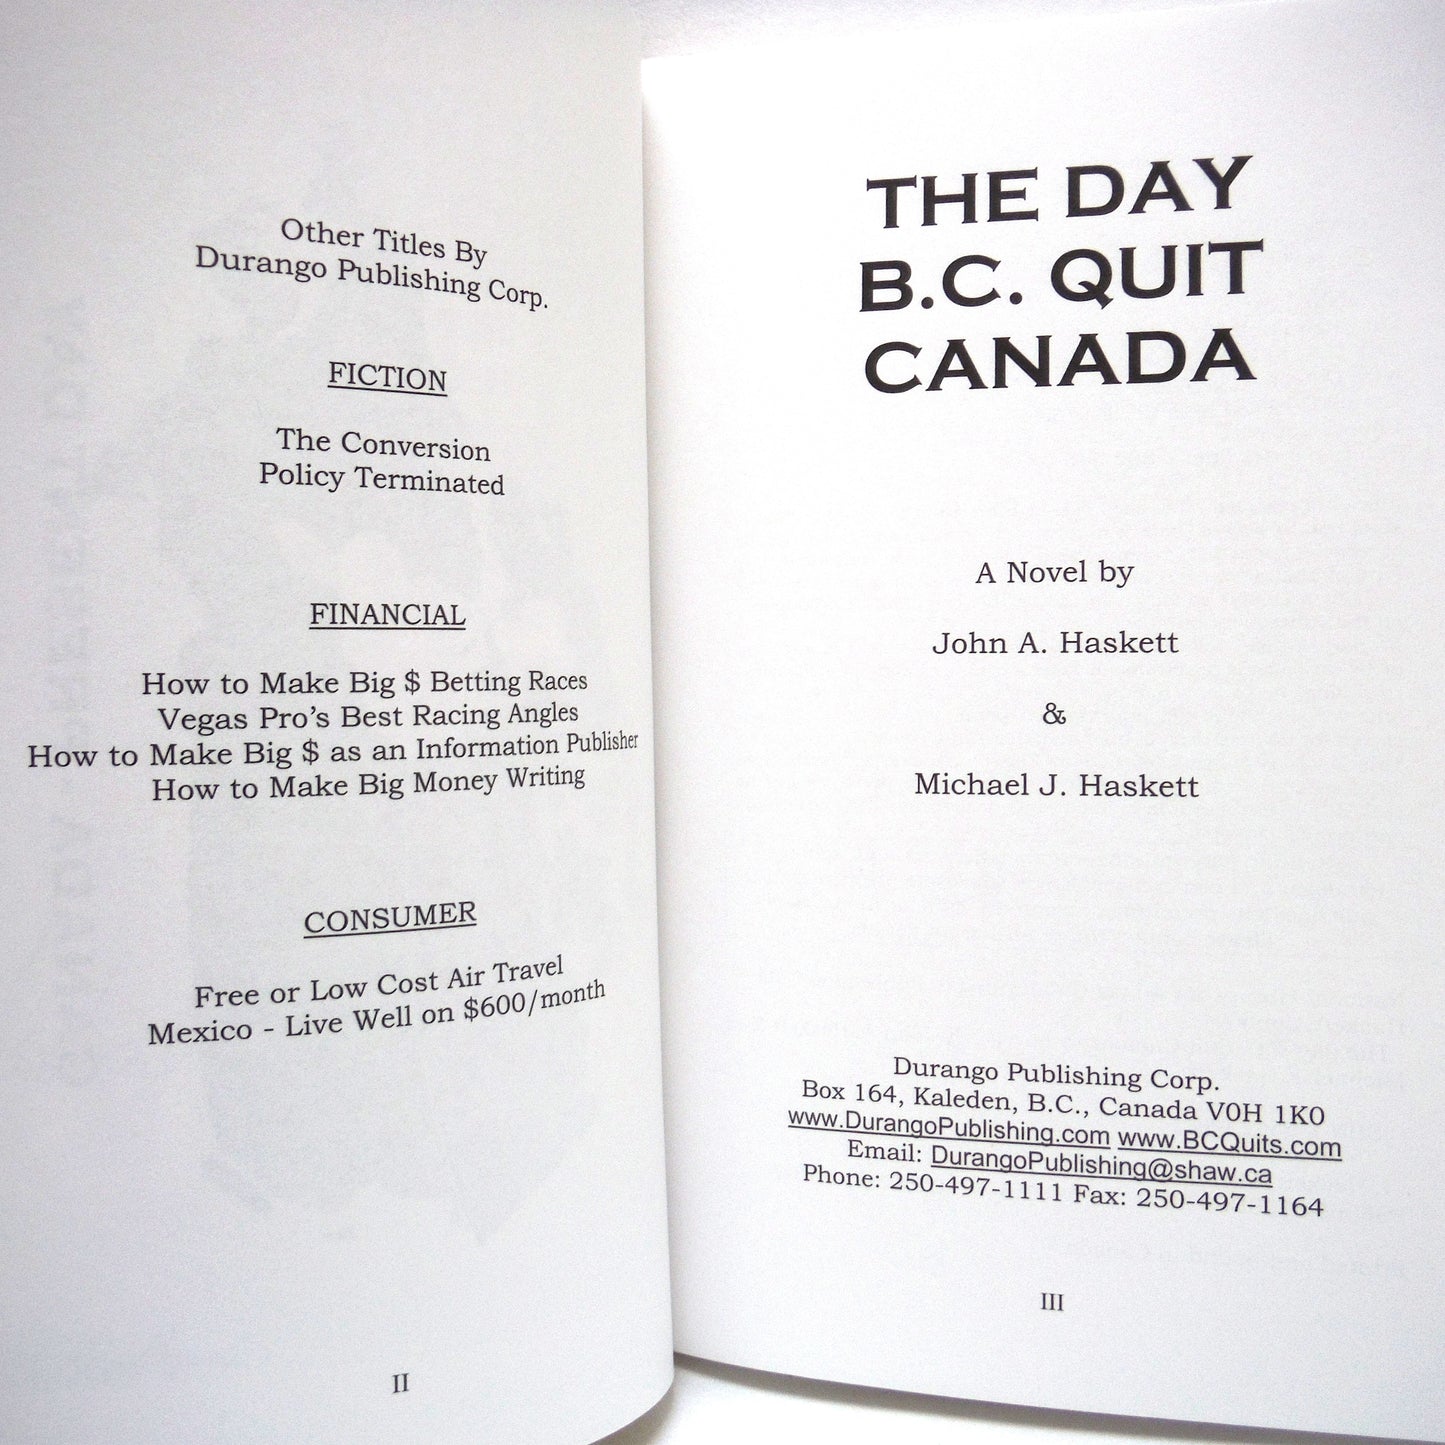 Other Titles By
Durango Publishing Corp.
FICTION
The Conversion
Policy Terminated
FINANCIAL
How to Make Big $ Betting Races
Vegas Pro's Best Racing Angles
How to Make Big $ as an Information Publisher
How to Make Big Money Writing
CONSUMER
Free or Low Cost Air Travel
Mexico - Live Well on $600/month
II
THE DAY
B.C. QUIT
CANADA
A Novel by
John A. Haskett
&
Michael J. Haskett
Durango Publishing Corp.
Box 164, Kaleden, B.C., Canada V0H 1K0
www.DurangoPublishing.com www.BCQuits.com
Email: DurangoPublishing@shaw.ca
Phone: 250-497-1111 Fax: 250-497-1164
III